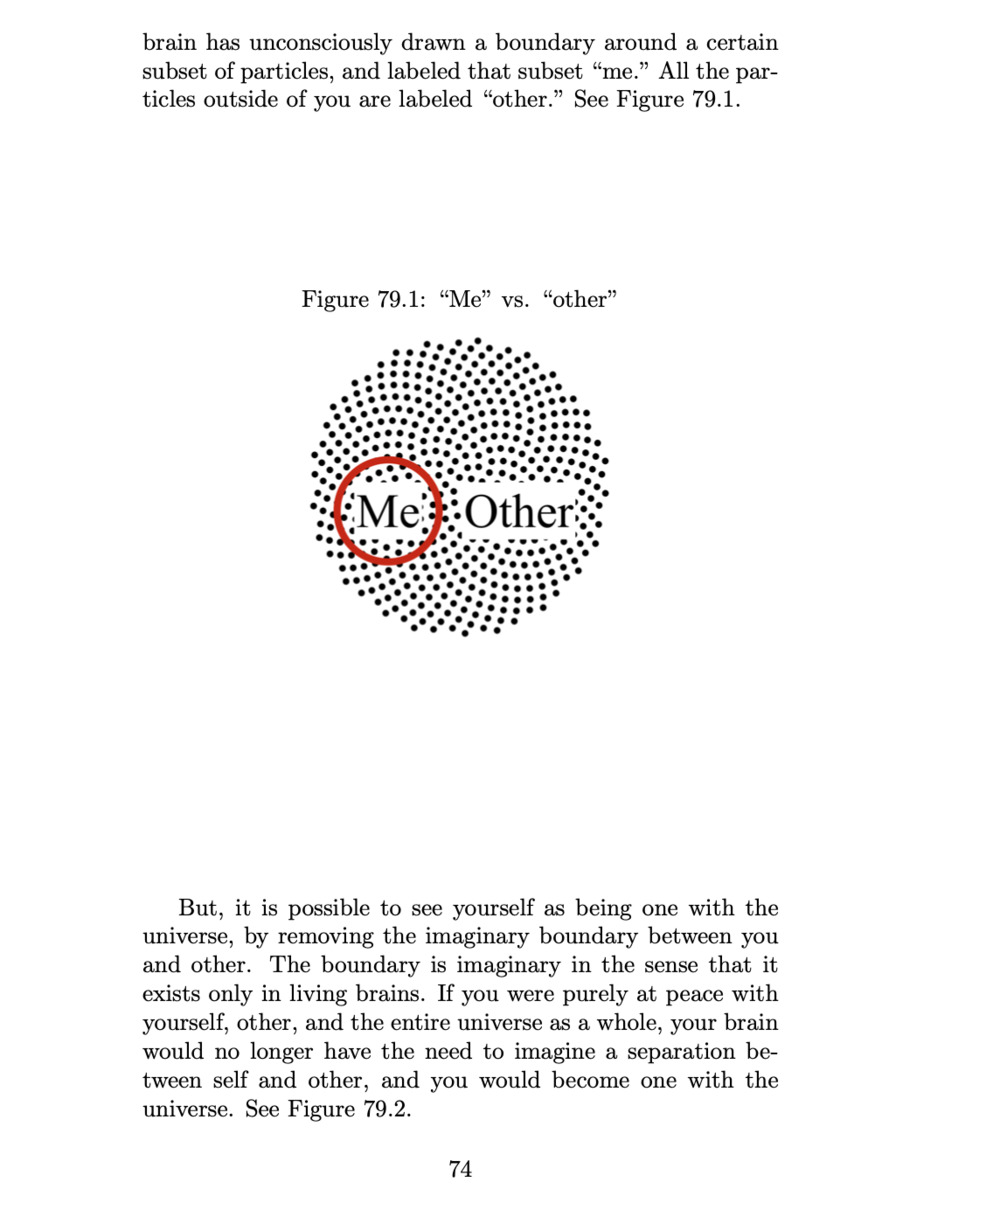 brain has unconsciously drawn a boundary around a certain
subset of particles, and labeled that subset “me.” All the par-
ticles outside of you are labeled “other.” See Figure 79.1.
Figure 79.1: “Me” vs. “other”
Me Other
But, it is possible to see yourself as being one with the
universe, by removing the imaginary boundary between you
and other. The boundary is imaginary in the sense that it
exists only in living brains. If you were purely at peace with
yourself, other, and the entire universe as a whole, your brain
would no longer have the need to imagine a separation be-
tween self and other, and you would become one with the
universe. See Figure 79.2.
74